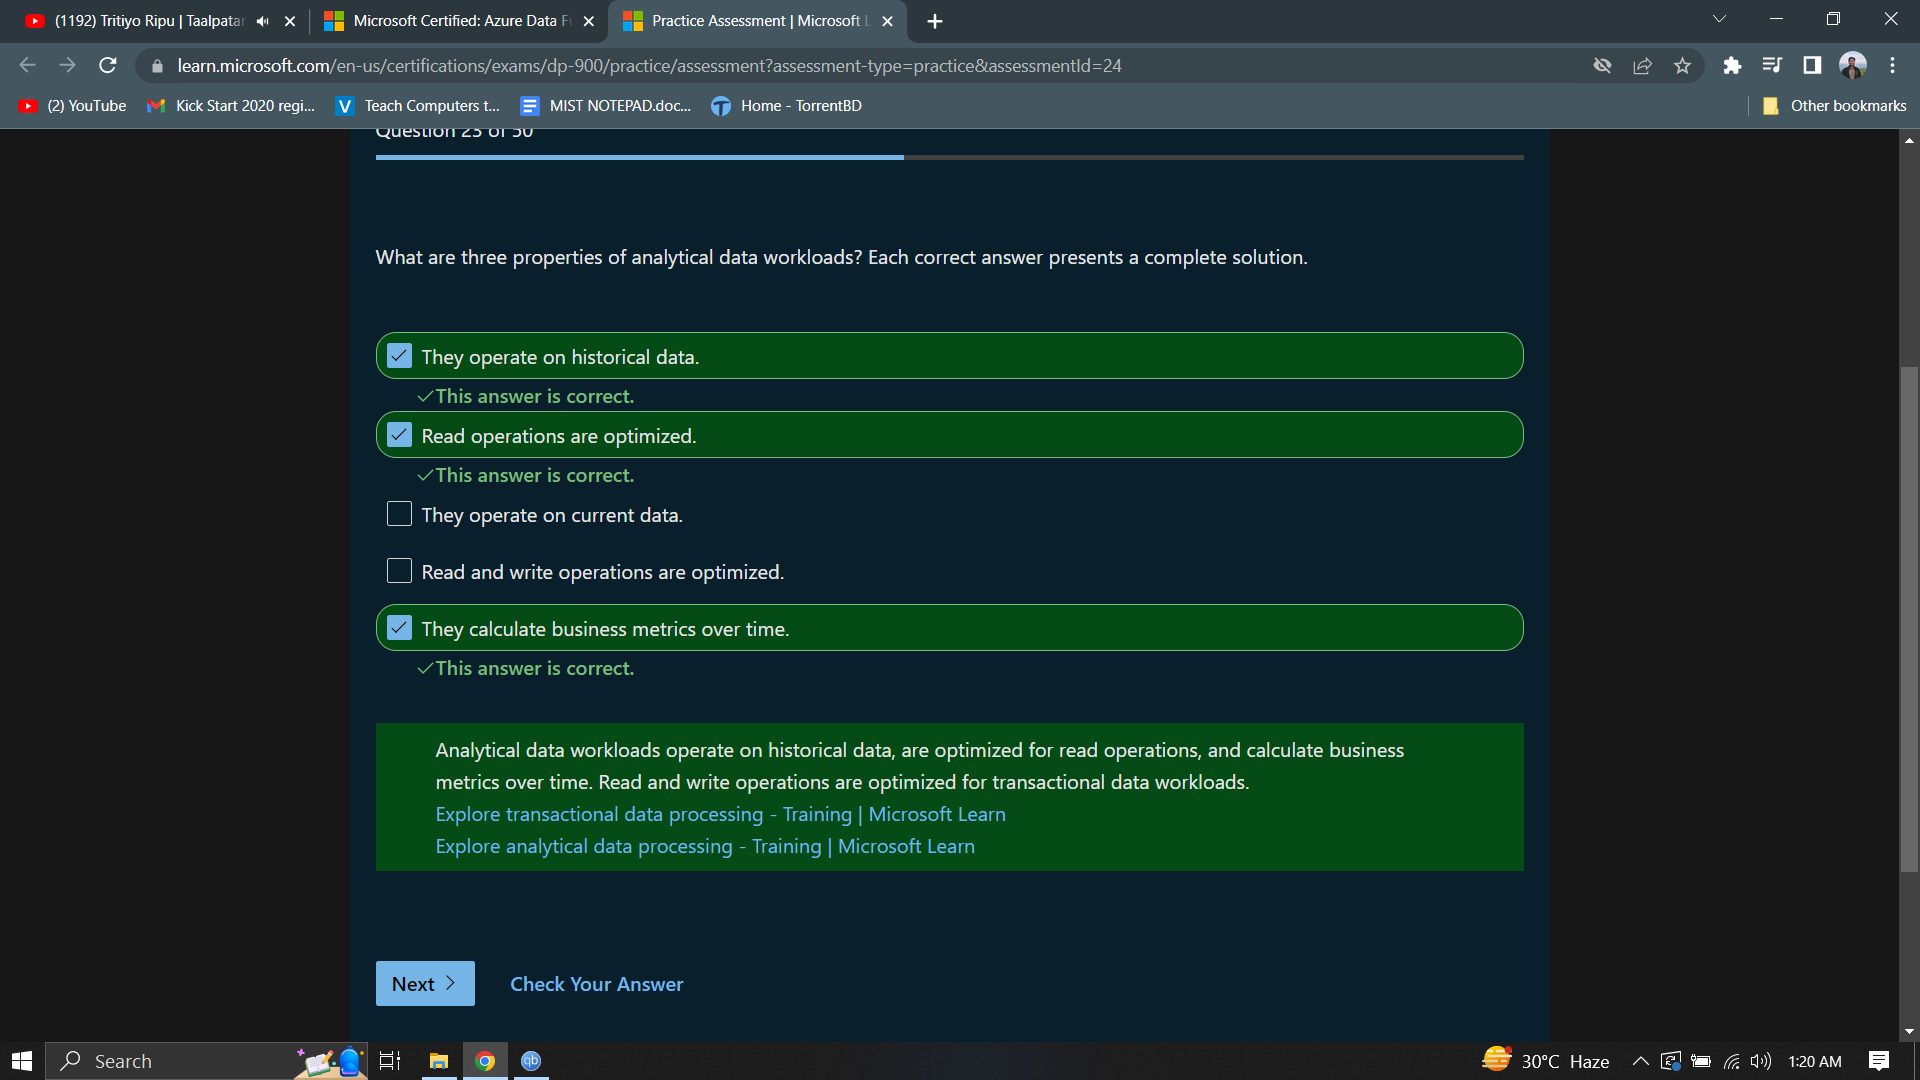 (1192) Tritiyo Ripu | Taalpatar
Microsoft Certified: Azure Data F
Practice Assessment | Microsoft L
learn.microsoft.com/en-us/certifications/exams/dp-900/practice/assessment?assessment-type=practice&assessmentId=24
(2) YouTube
Kick Start 2020 regi...
Teach Computers t...
MIST NOTEPAD.doc...
Home - TorrentBD
Other bookmarks
Question 23 of 50
What are three properties of analytical data workloads? Each correct answer presents a complete solution.
They operate on historical data.
This answer is correct.
Read operations are optimized.
This answer is correct.
They operate on current data.
Read and write operations are optimized.
They calculate business metrics over time.
This answer is correct.
Analytical data workloads operate on historical data, are optimized for read operations, and calculate business
metrics over time. Read and write operations are optimized for transactional data workloads.
Explore transactional data processing - Training | Microsoft Learn
Explore analytical data processing - Training | Microsoft Learn
Next
Check Your Answer
Search
qb
30°C Haze
1:20 AM